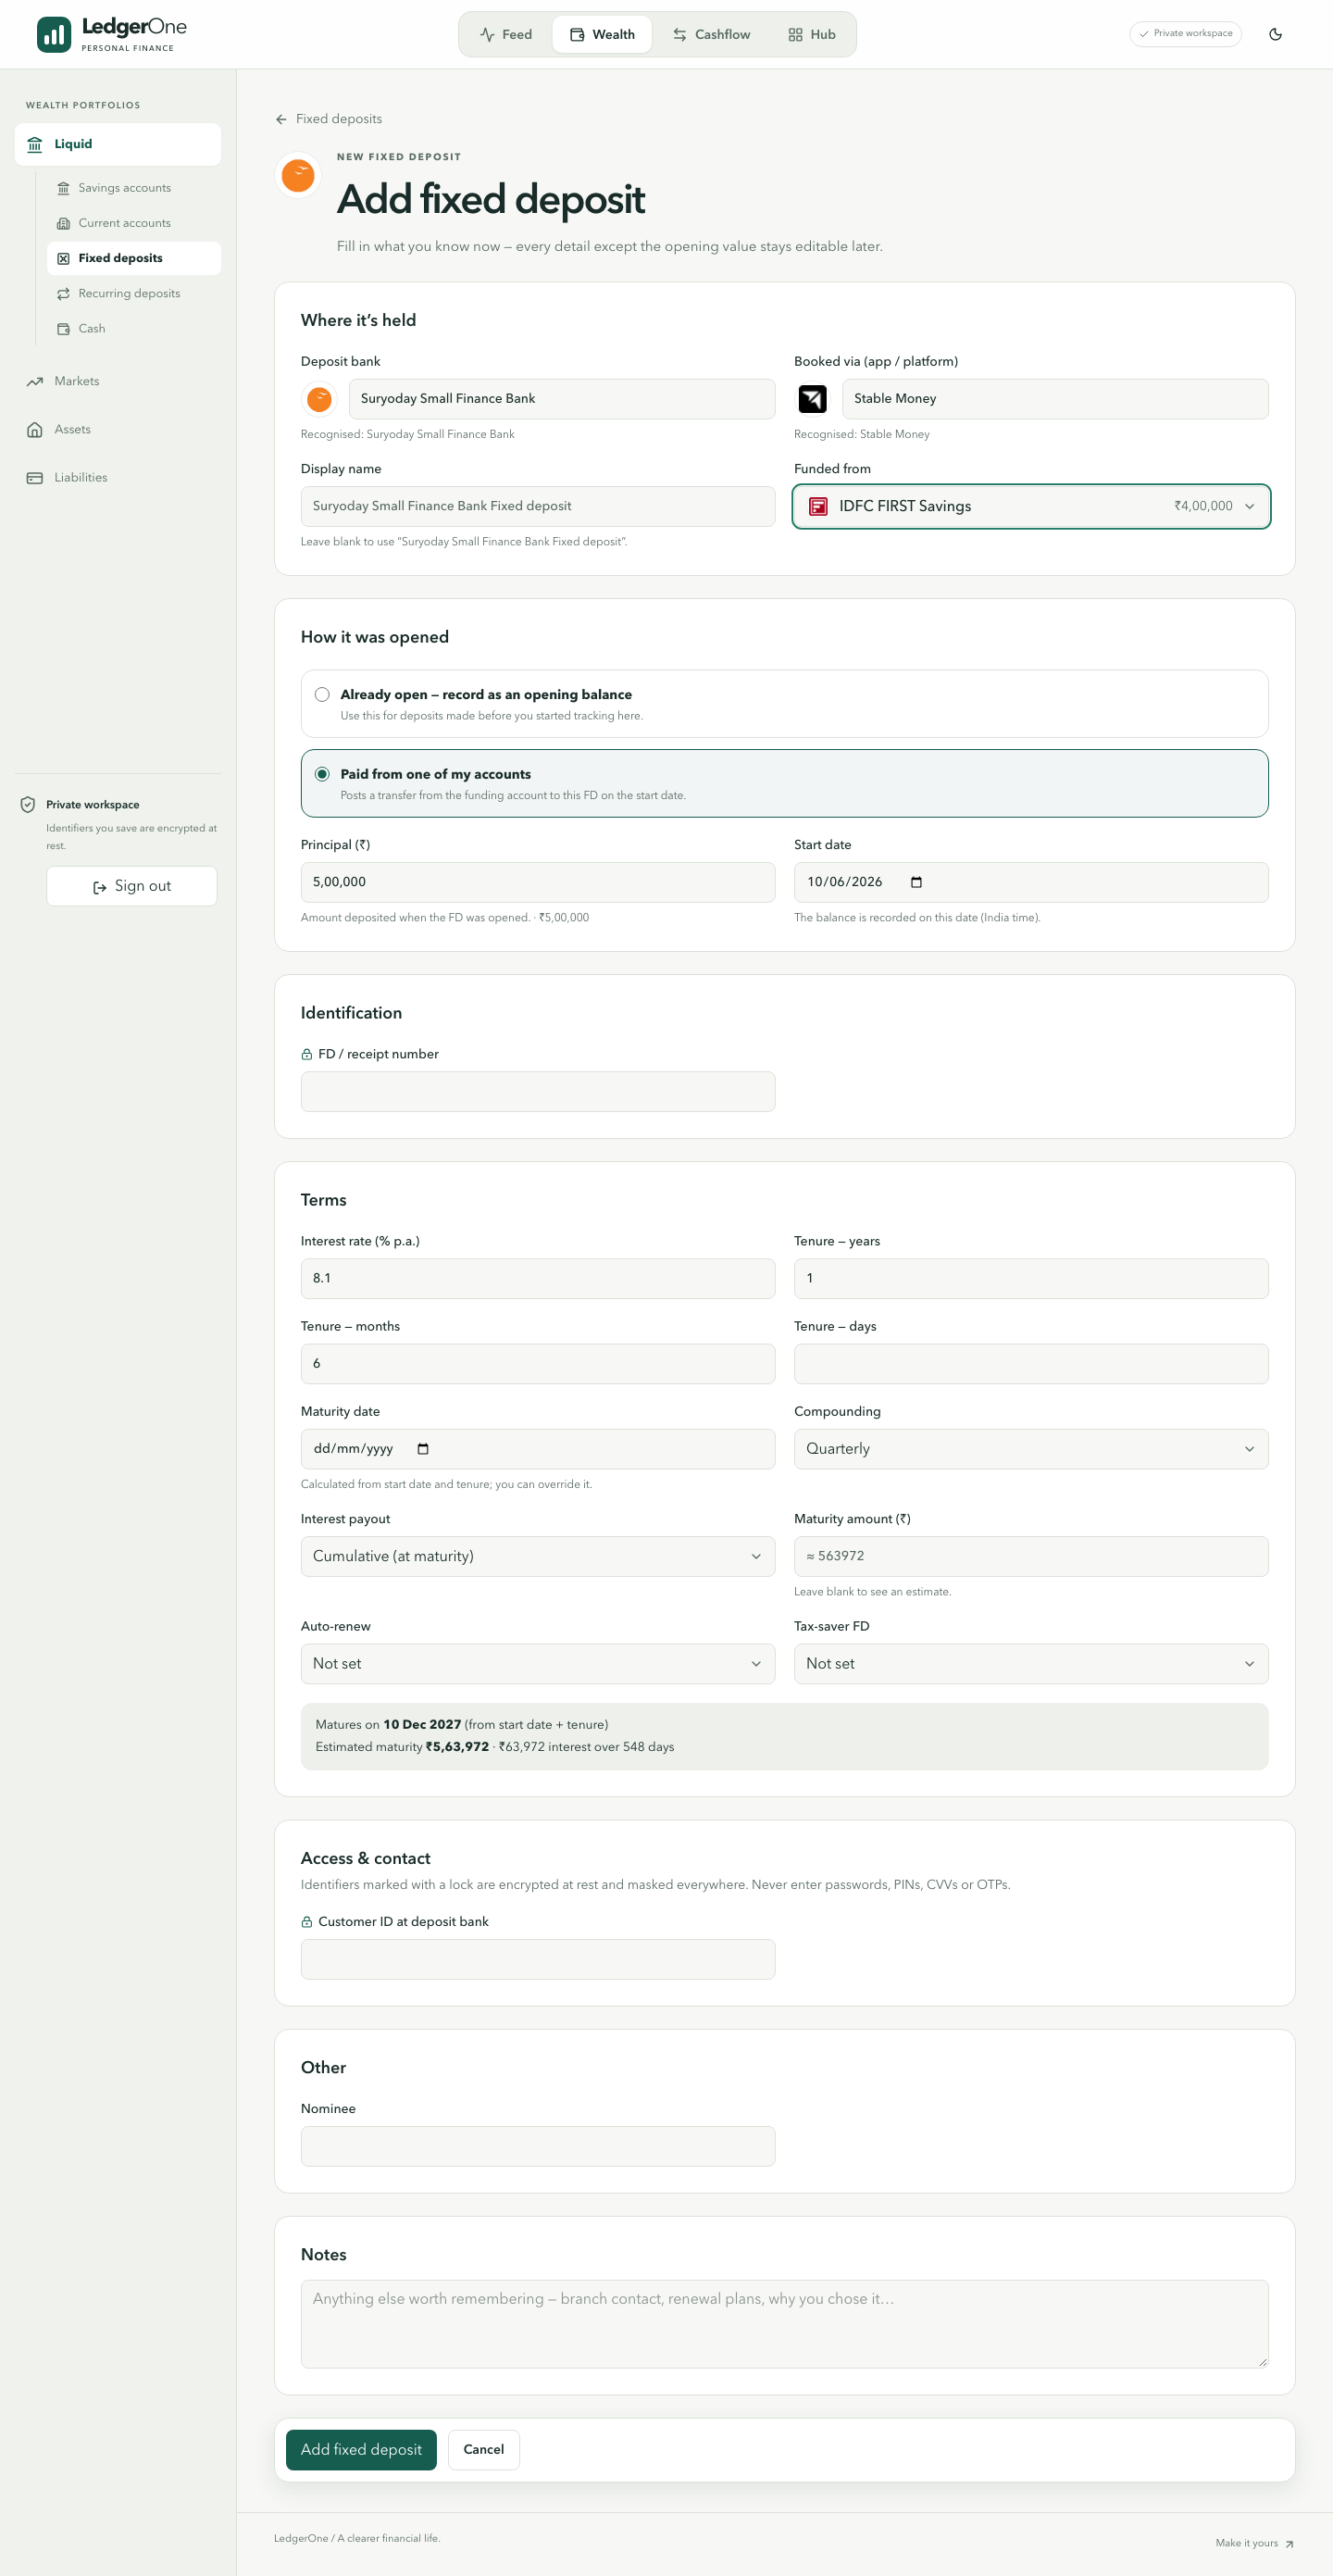 LedgerOne
PERSONAL FINANCE
Feed
Wealth
Cashflow
Hub
Private workspace
WEALTH PORTFOLIOS
Liquid
Savings accounts
Current accounts
Fixed deposits
Recurring deposits
Cash
Markets
Assets
Liabilities
Private workspace
Identifiers you save are encrypted at
rest.
Sign out
Fixed deposits
NEW FIXED DEPOSIT
Add fixed deposit
Fill in what you know now — every detail except the opening value stays editable later.
Where it’s held
Deposit bank
Booked via (app / platform)
Suryoday Small Finance Bank
Stable Money
Recognised: Suryoday Small Finance Bank
Recognised: Stable Money
Display name
Funded from
Suryoday Small Finance Bank Fixed deposit
IDFC FIRST Savings ₹4,00,000
Leave blank to use “Suryoday Small Finance Bank Fixed deposit”.
How it was opened
Already open — record as an opening balance
Use this for deposits made before you started tracking here.
Paid from one of my accounts
Posts a transfer from the funding account to this FD on the start date.
Principal (₹)
Start date
5,00,000
10/06/2026
Amount deposited when the FD was opened. · ₹5,00,000
The balance is recorded on this date (India time).
Identification
FD / receipt number
Terms
Interest rate (% p.a.)
Tenure — years
8.1
1
Tenure — months
Tenure — days
6
Maturity date
Compounding
dd/mm/yyyy
Quarterly
Calculated from start date and tenure; you can override it.
Interest payout
Maturity amount (₹)
Cumulative (at maturity)
≈ 563972
Leave blank to see an estimate.
Auto-renew
Tax-saver FD
Not set
Not set
Matures on 10 Dec 2027 (from start date + tenure)
Estimated maturity ₹5,63,972 · ₹63,972 interest over 548 days
Access & contact
Identifiers marked with a lock are encrypted at rest and masked everywhere. Never enter passwords, PINs, CVVs or OTPs.
Customer ID at deposit bank
Other
Nominee
Notes
Anything else worth remembering — branch contact, renewal plans, why you chose it…
Add fixed deposit
Cancel
LedgerOne / A clearer financial life.
Make it yours